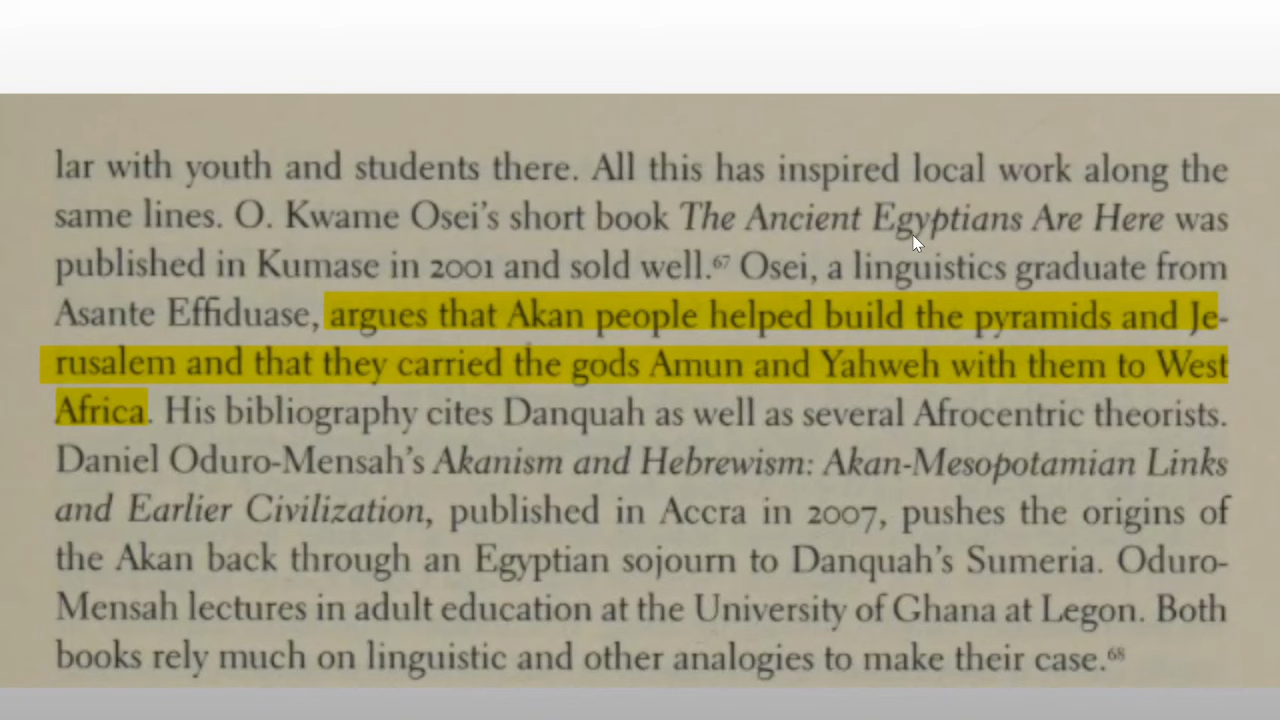 lar with youth and students there. All this has inspired local work along the
same lines. O. Kwame Osei's short book The Ancient Egyptians Are Here was
published in Kumase in 2001 and sold well.67 Osei, a linguistics graduate from
Asante Effiduase, argues that Akan people helped build the pyramids and Je-
rusalem and that they carried the gods Amun and Yahweh with them to West
Africa. His bibliography cites Danquah as well as several Afrocentric theorists.
Daniel Oduro-Mensah's Akanism and Hebrewism: Akan-Mesopotamian Links
and Earlier Civilization, published in Accra in 2007, pushes the origins of
the Akan back through an Egyptian sojourn to Danquah's Sumeria. Oduro-
Mensah lectures in adult education at the University of Ghana at Legon. Both
books rely much on linguistic and other analogies to make their case.68